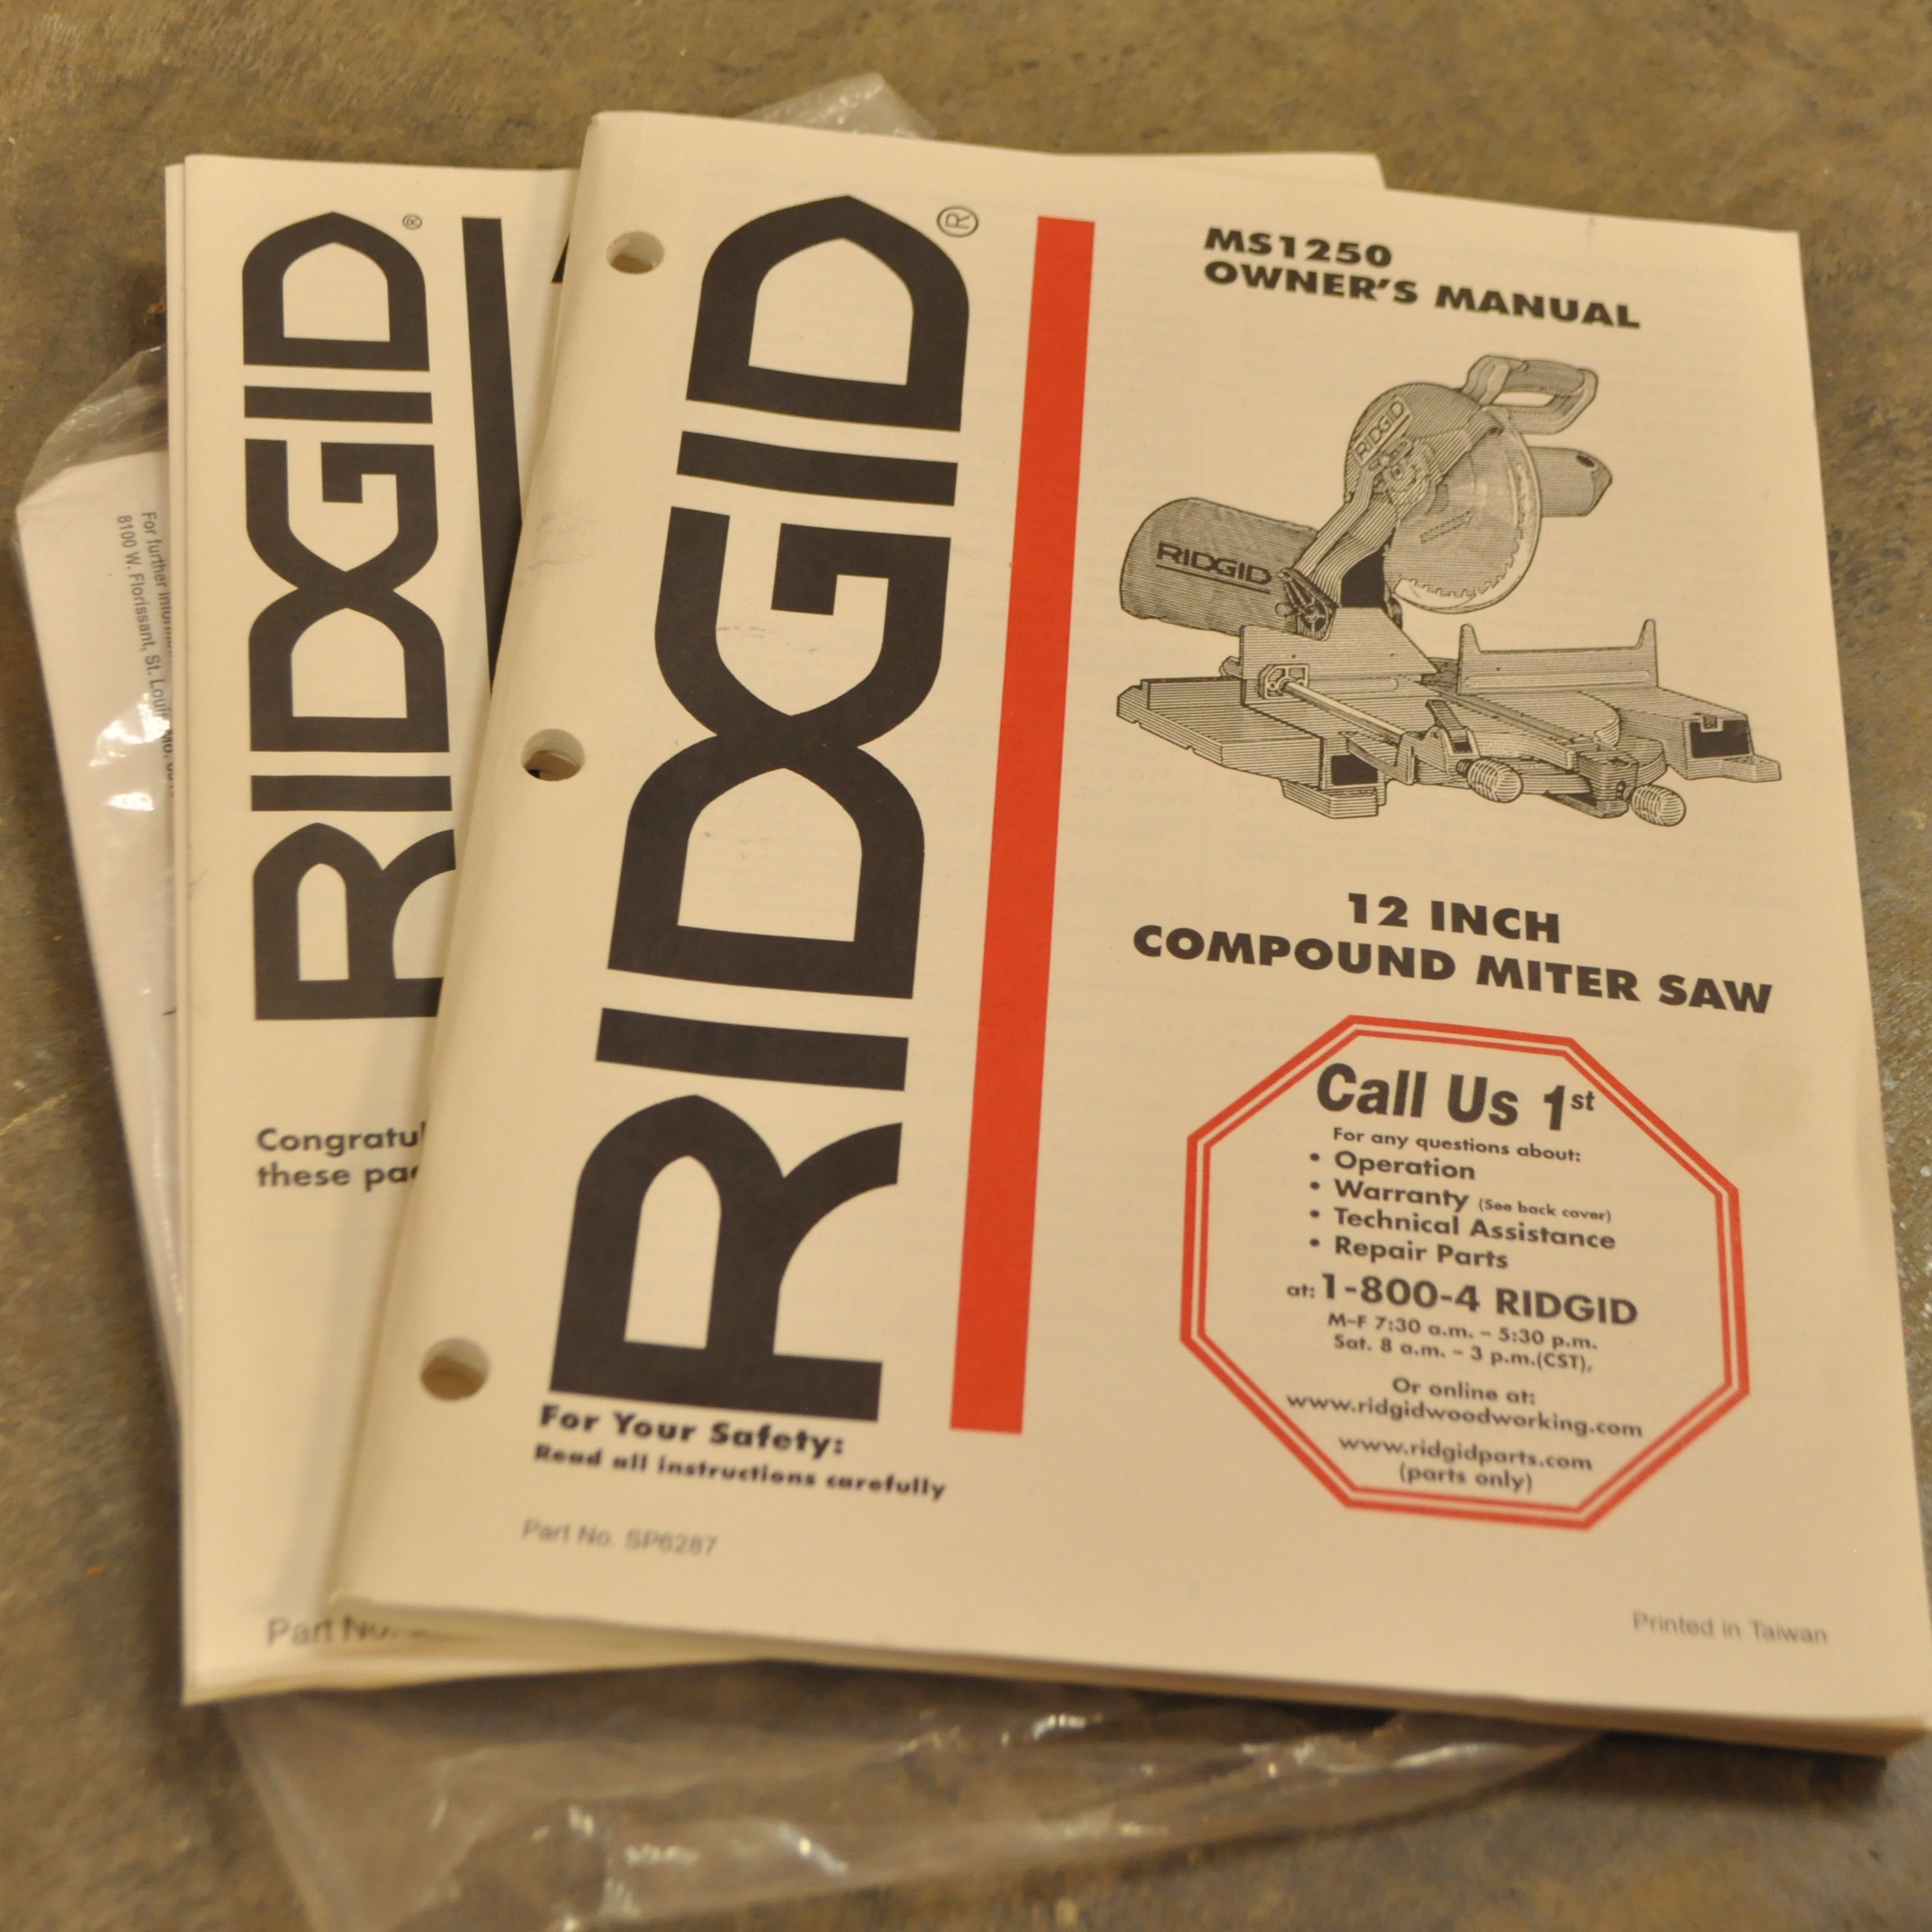 RIDGID®
MS1250
OWNER'S MANUAL
RIDGID
RIDGID
12 INCH
COMPOUND MITER SAW
Call Us 1st
For any questions about:
• Operation
• Warranty (See back cover)
• Technical Assistance
• Repair Parts
at: 1-800-4 RIDGID
M–F 7:30 a.m. – 5:30 p.m.
Sat. 8 a.m. – 3 p.m.(CST),
Or online at:
www.ridgidwoodworking.com
www.ridgidparts.com
(parts only)
For Your Safety:
Read all instructions carefully
Part No. SP6287
Printed in Taiwan
RIDGID®
Congratul
these pa
Part No.
For further
8100 W. Florissant, St. Louis